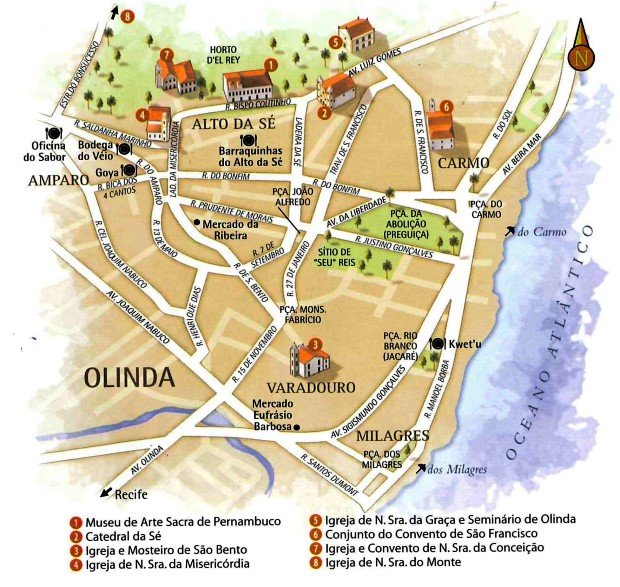 8
ESTR. DO BONSUCESSO
7
HORTO
D'EL REY
1
5
AV. LUIZ GOMES
N
R. BISPO COUTINHO
2
4
ALTO DA SÉ
6
R. SALDANHA MARINHO
Oficina
do Sabor
Bodega
do Véio
LAD. DA MISERICÓRDIA
Barraquinhas
do Alto da Sé
LADEIRA DA SÉ
TRAV. DE S. FRANCISCO
R. DE S. FRANCISCO
CARMO
R. DO SOL
AV. BEIRA MAR
Goya
AMPARO
R. BICA DOS
4 CANTOS
R. DO AMPARO
R. DO BONFIM
R. DO BONFIM
PÇA. JOÃO
ALFREDO
R. PRUDENTE DE MORAIS
AV. DA LIBERDADE
PÇA. DA
ABOLIÇÃO
(PREGUIÇA)
PÇA. DO
CARMO
Mercado da
Ribeira
R. CEL. JOAQUIM NABUCO
R. 13 DE MAIO
R. 7 DE
SETEMBRO
SÍTIO DE
"SEU" REIS
R. JUSTINO GONÇALVES
do Carmo
R. DE S. BENTO
R. 27 DE JANEIRO
OCEANO ATLÂNTICO
AV. JOAQUIM NABUCO
R. HENRIQUE DIAS
PÇA. MONS.
FABRÍCIO
R. 15 DE NOVEMBRO
3
PÇA. RIO
BRANCO
(JACARÉ)
Kwet'u
OLINDA
VARADOURO
AV. SIGISMUNDO GONÇALVES
R. MANOEL BORBA
Mercado
Eufrásio
Barbosa
MILAGRES
PÇA. DOS
MILAGRES
dos Milagres
AV. OLINDA
R. SANTOS DUMONT
Recife
1 Museu de Arte Sacra de Pernambuco
2 Catedral da Sé
3 Igreja e Mosteiro de São Bento
4 Igreja de N. Sra. da Misericórdia
5 Igreja de N. Sra. da Graça e Seminário de Olinda
6 Conjunto do Convento de São Francisco
7 Igreja e Convento de N. Sra. da Conceição
8 Igreja de N. Sra. do Monte